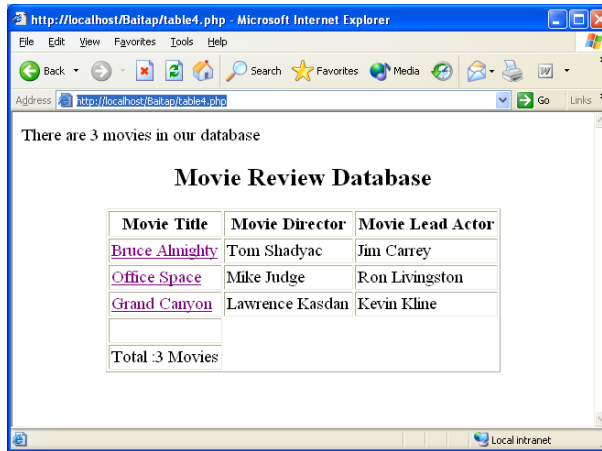 http://localhost/Baitap/table4.php - Microsoft Internet Explorer
File Edit View Favorites Tools Help
Back Search Favorites Media
Address http://localhost/Baitap/table4.php Go Links
There are 3 movies in our database
Movie Review Database
Movie Title Movie Director Movie Lead Actor
Bruce Almighty Tom Shadyac Jim Carrey
Office Space Mike Judge Ron Livingston
Grand Canyon Lawrence Kasdan Kevin Kline
Total :3 Movies
Local intranet